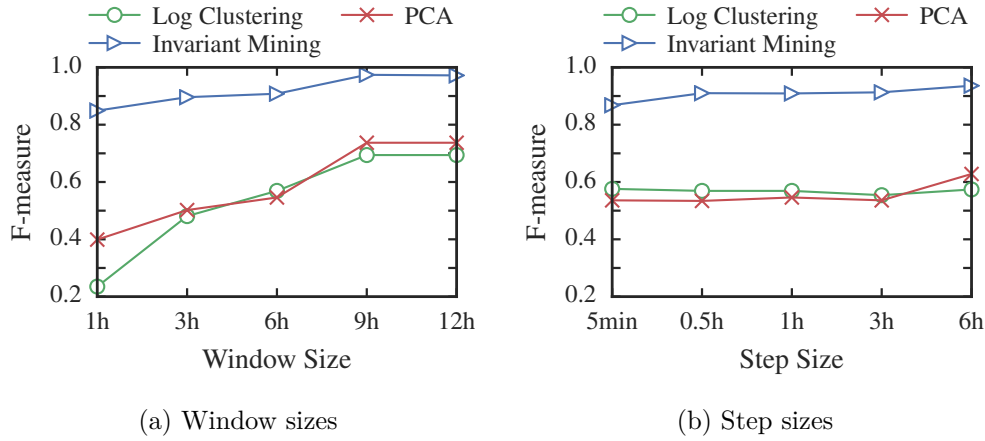 Log Clustering PCA
Invariant Mining
1.0
0.8
0.6
0.4
0.2
F-measure
1h 3h 6h 9h 12h
Window Size
(a) Window sizes
Log Clustering PCA
Invariant Mining
1.0
0.8
0.6
0.4
0.2
F-measure
5min 0.5h 1h 3h 6h
Step Size
(b) Step sizes